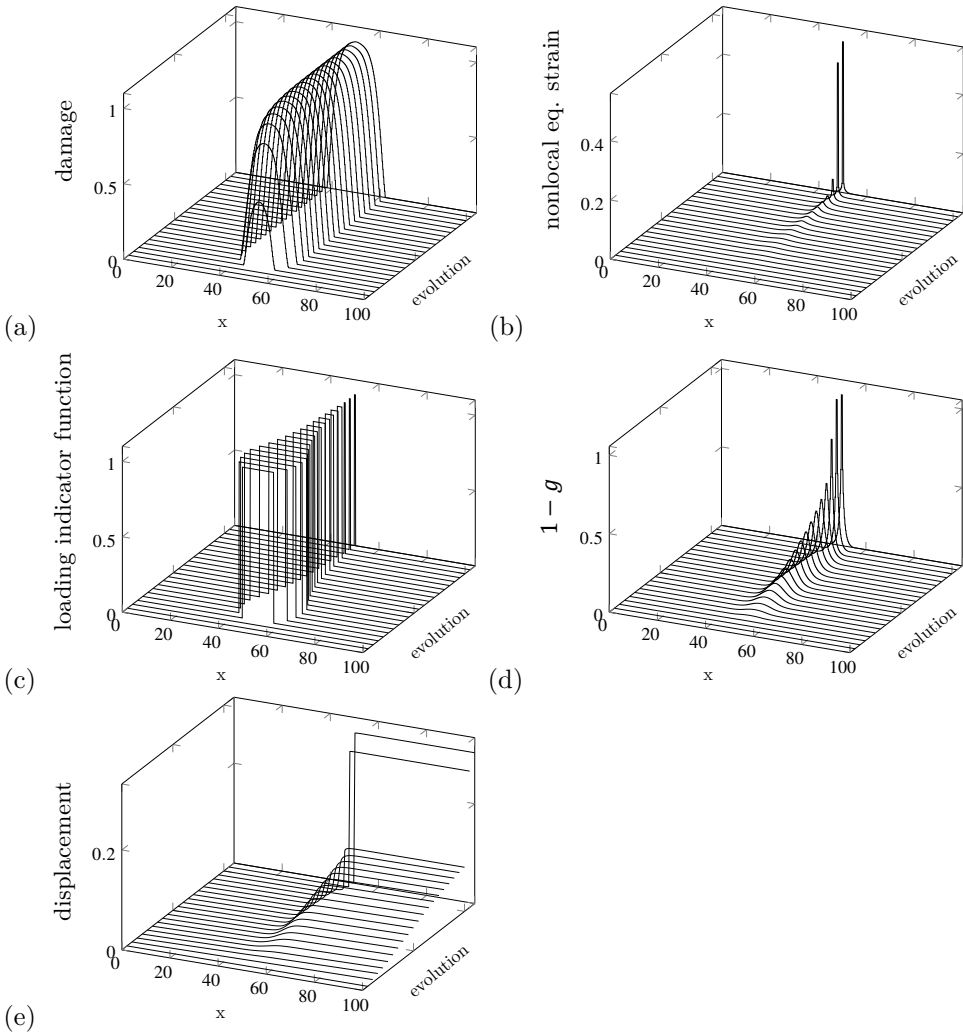 damage
1
0.5
0
0
20
40
60
80
100
x
evolution
(a)
nonlocal eq. strain
0.4
0.2
0
0
20
40
60
80
100
x
evolution
(b)
loading indicator function
1
0.5
0
0
20
40
60
80
100
x
evolution
(c)
1 − g
1
0.5
0
0
20
40
60
80
100
x
evolution
(d)
displacement
0.2
0
0
20
40
60
80
100
x
evolution
(e)